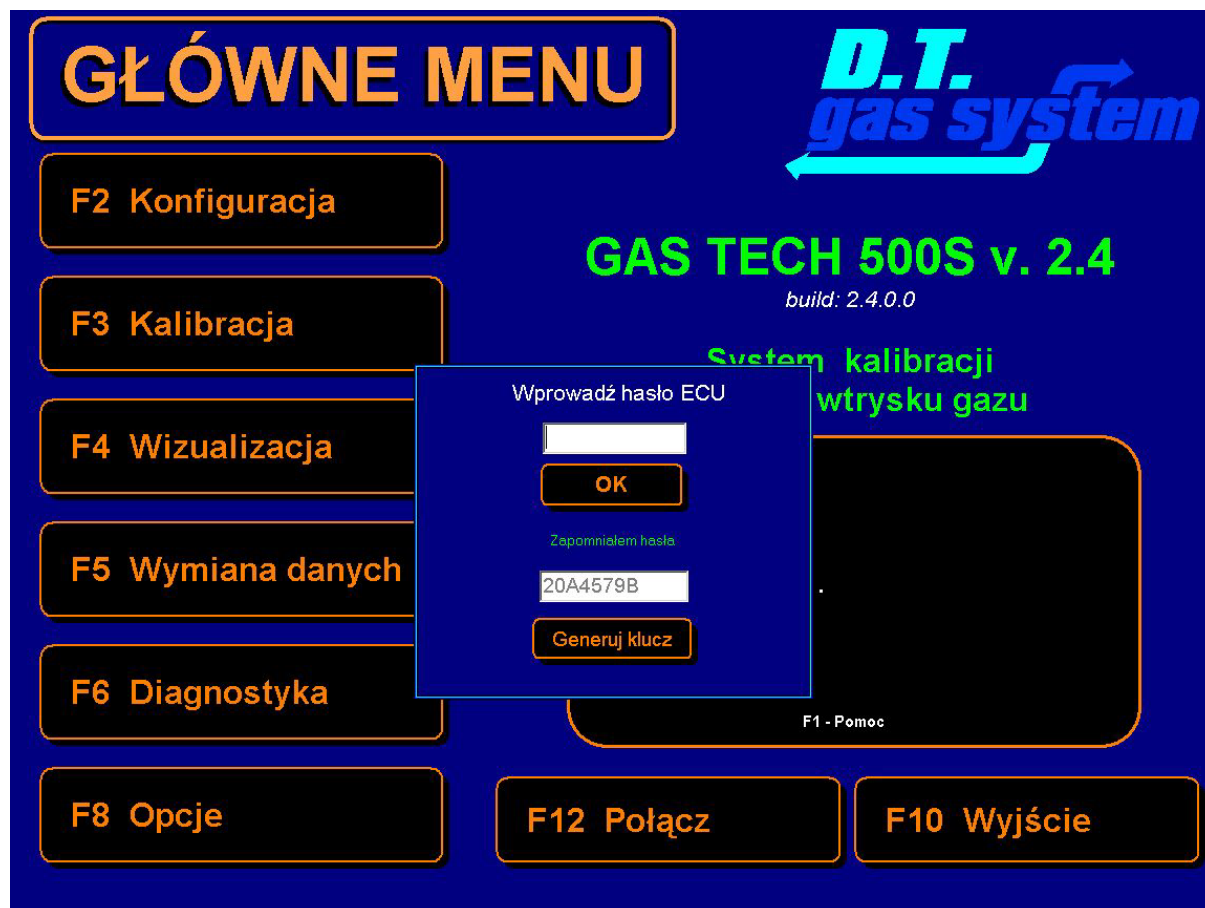 GŁÓWNE MENU
D.T.
gas system
F2 Konfiguracja
F3 Kalibracja
F4 Wizualizacja
F5 Wymiana danych
F6 Diagnostyka
F8 Opcje
GAS TECH 500S v. 2.4
build: 2.4.0.0
System kalibracji
wtrysku gazu
Wprowadź hasło ECU
OK
Zapomniałem hasła
20A4579B
Generuj klucz
.
F1 - Pomoc
F12 Połącz
F10 Wyjście